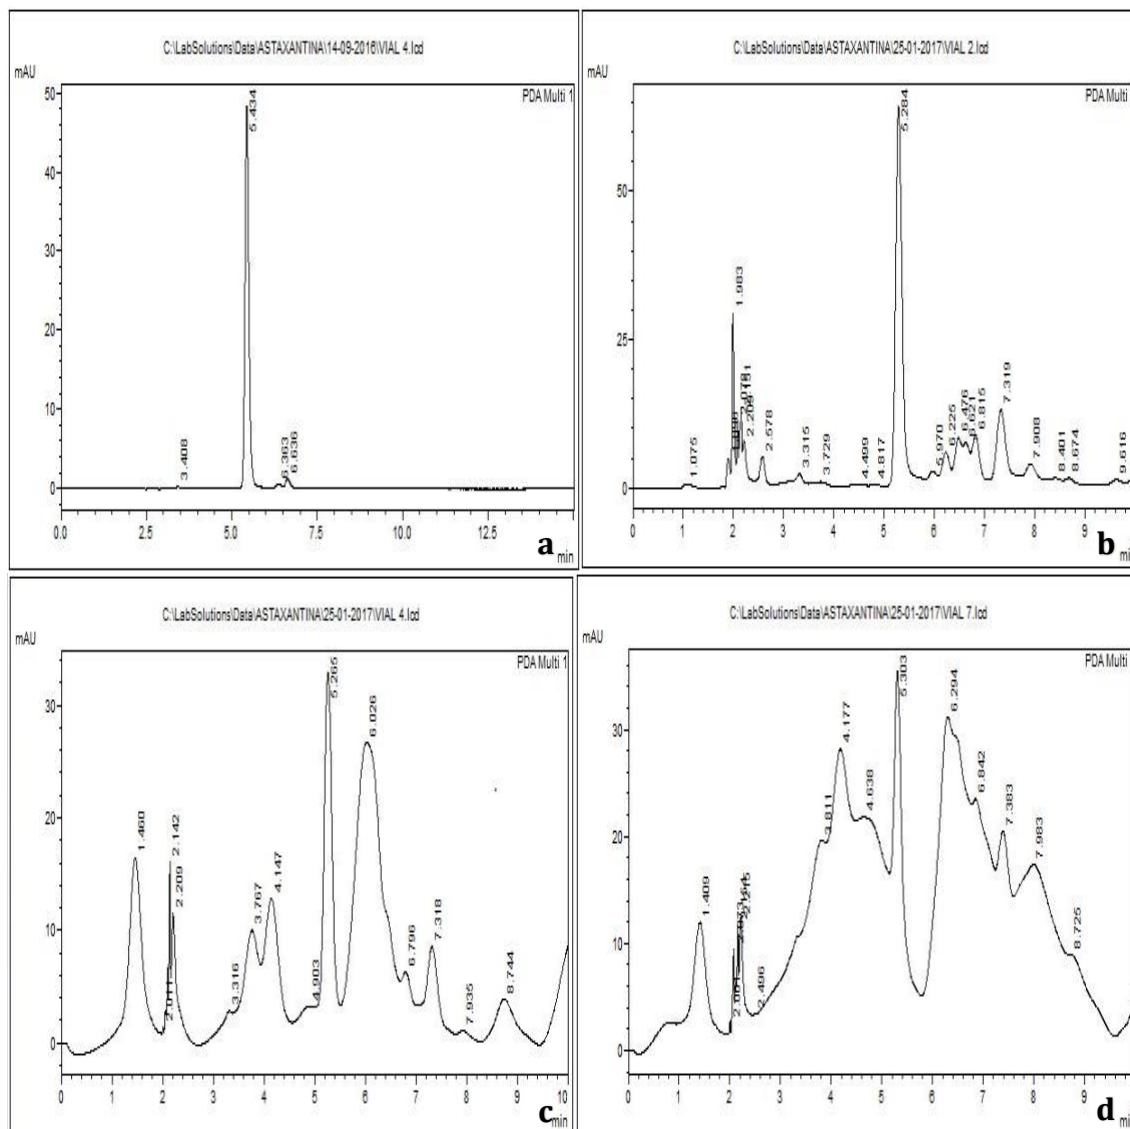 C:\LabSolutions\Data\ASTAXANTINA\14-09-2016\VIAL 4.lcd
mAU
PDA Multi 1
50
40
30
20
10
0
3.408
5.434
6.363
6.636
0.0 2.5 5.0 7.5 10.0 12.5
min
a
C:\LabSolutions\Data\ASTAXANTINA\25-01-2017\VIAL 2.lcd
mAU
PDA Multi
50
25
0
1.075
1.983
2.209
2.578
3.315
3.729
4.499
4.817
5.284
5.970
6.225
6.476
6.621
6.815
7.319
7.908
8.401
8.674
9.616
0 1 2 3 4 5 6 7 8 9
mi
b
C:\LabSolutions\Data\ASTAXANTINA\25-01-2017\VIAL 4.lcd
mAU
PDA Multi 1
30
20
10
0
1.460
2.011
2.142
2.209
3.316
3.767
4.147
4.903
5.265
6.026
6.796
7.318
7.935
8.744
0 1 2 3 4 5 6 7 8 9 10
min
c
C:\LabSolutions\Data\ASTAXANTINA\25-01-2017\VIAL 7.lcd
mAU
PDA Multi
30
20
10
0
1.409
2.215
2.496
3.811
4.177
4.638
5.303
6.294
6.842
7.383
7.983
8.725
0 1 2 3 4 5 6 7 8 9
mi
d